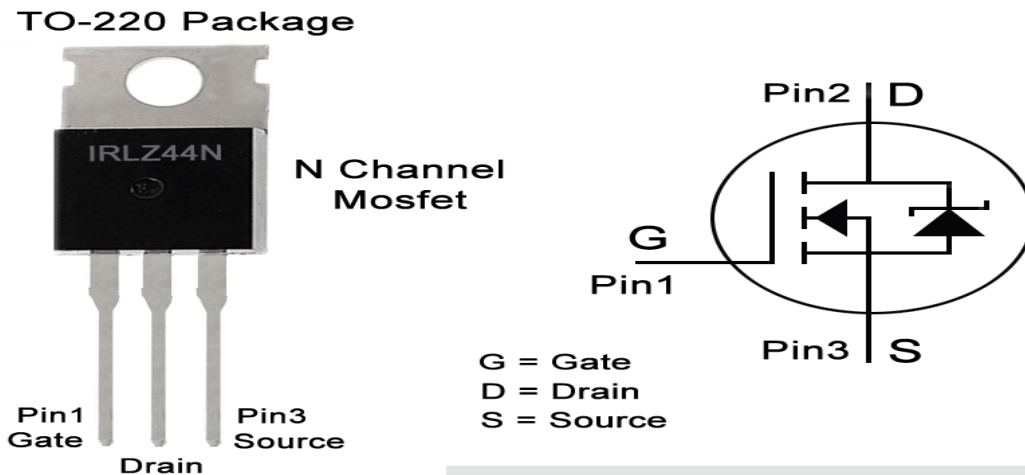 TO-220 Package
IRLZ44N
N Channel
Mosfet
Pin1
Gate
Drain
Pin3
Source
Pin2 D
G
Pin1
Pin3 S
G = Gate
D = Drain
S = Source